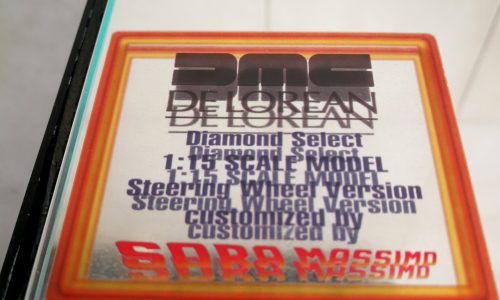 DMC
DE LOREAN
Diamond Select
1:15 SCALE MODEL
Steering Wheel Version
customized by
SARA MASSIMO